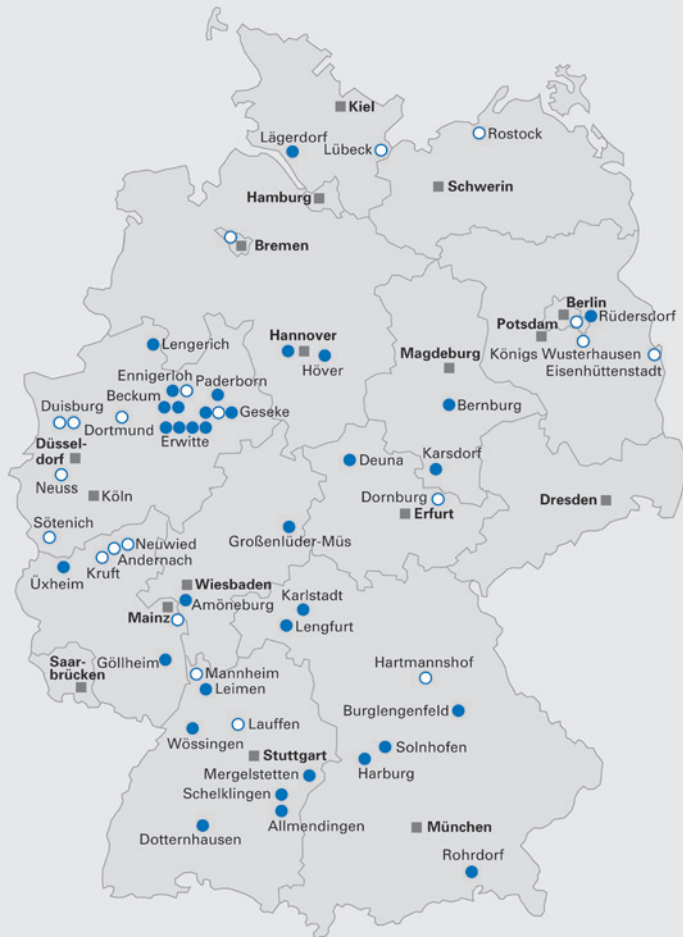 Kiel
Rostock
Lägerdorf
Lübeck
Schwerin
Hamburg
Bremen
Berlin
Rüdersdorf
Potsdam
Königs Wusterhausen
Eisenhüttenstadt
Lengerich
Hannover
Höver
Magdeburg
Ennigerloh
Paderborn
Beckum
Duisburg
Geseke
Bernburg
Dortmund
Erwitte
Düssel-
dorf
Deuna
Karsdorf
Neuss
Köln
Dornburg
Erfurt
Dresden
Sötenich
Großenlüder-Müs
Neuwied
Andernach
Kruft
Üxheim
Wiesbaden
Amöneburg
Karlstadt
Mainz
Lengfurt
Saar-
brücken
Göllheim
Hartmannshof
Mannheim
Leimen
Burglengenfeld
Lauffen
Wössingen
Solnhofen
Stuttgart
Harburg
Mergelstetten
Schelklingen
Allmendingen
München
Dotternhausen
Rohrdorf